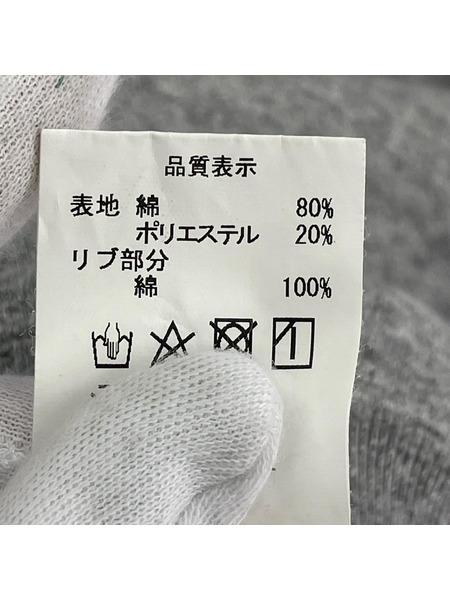 品質表示
表地 綿 80%
ポリエステル 20%
リブ部分
綿 100%